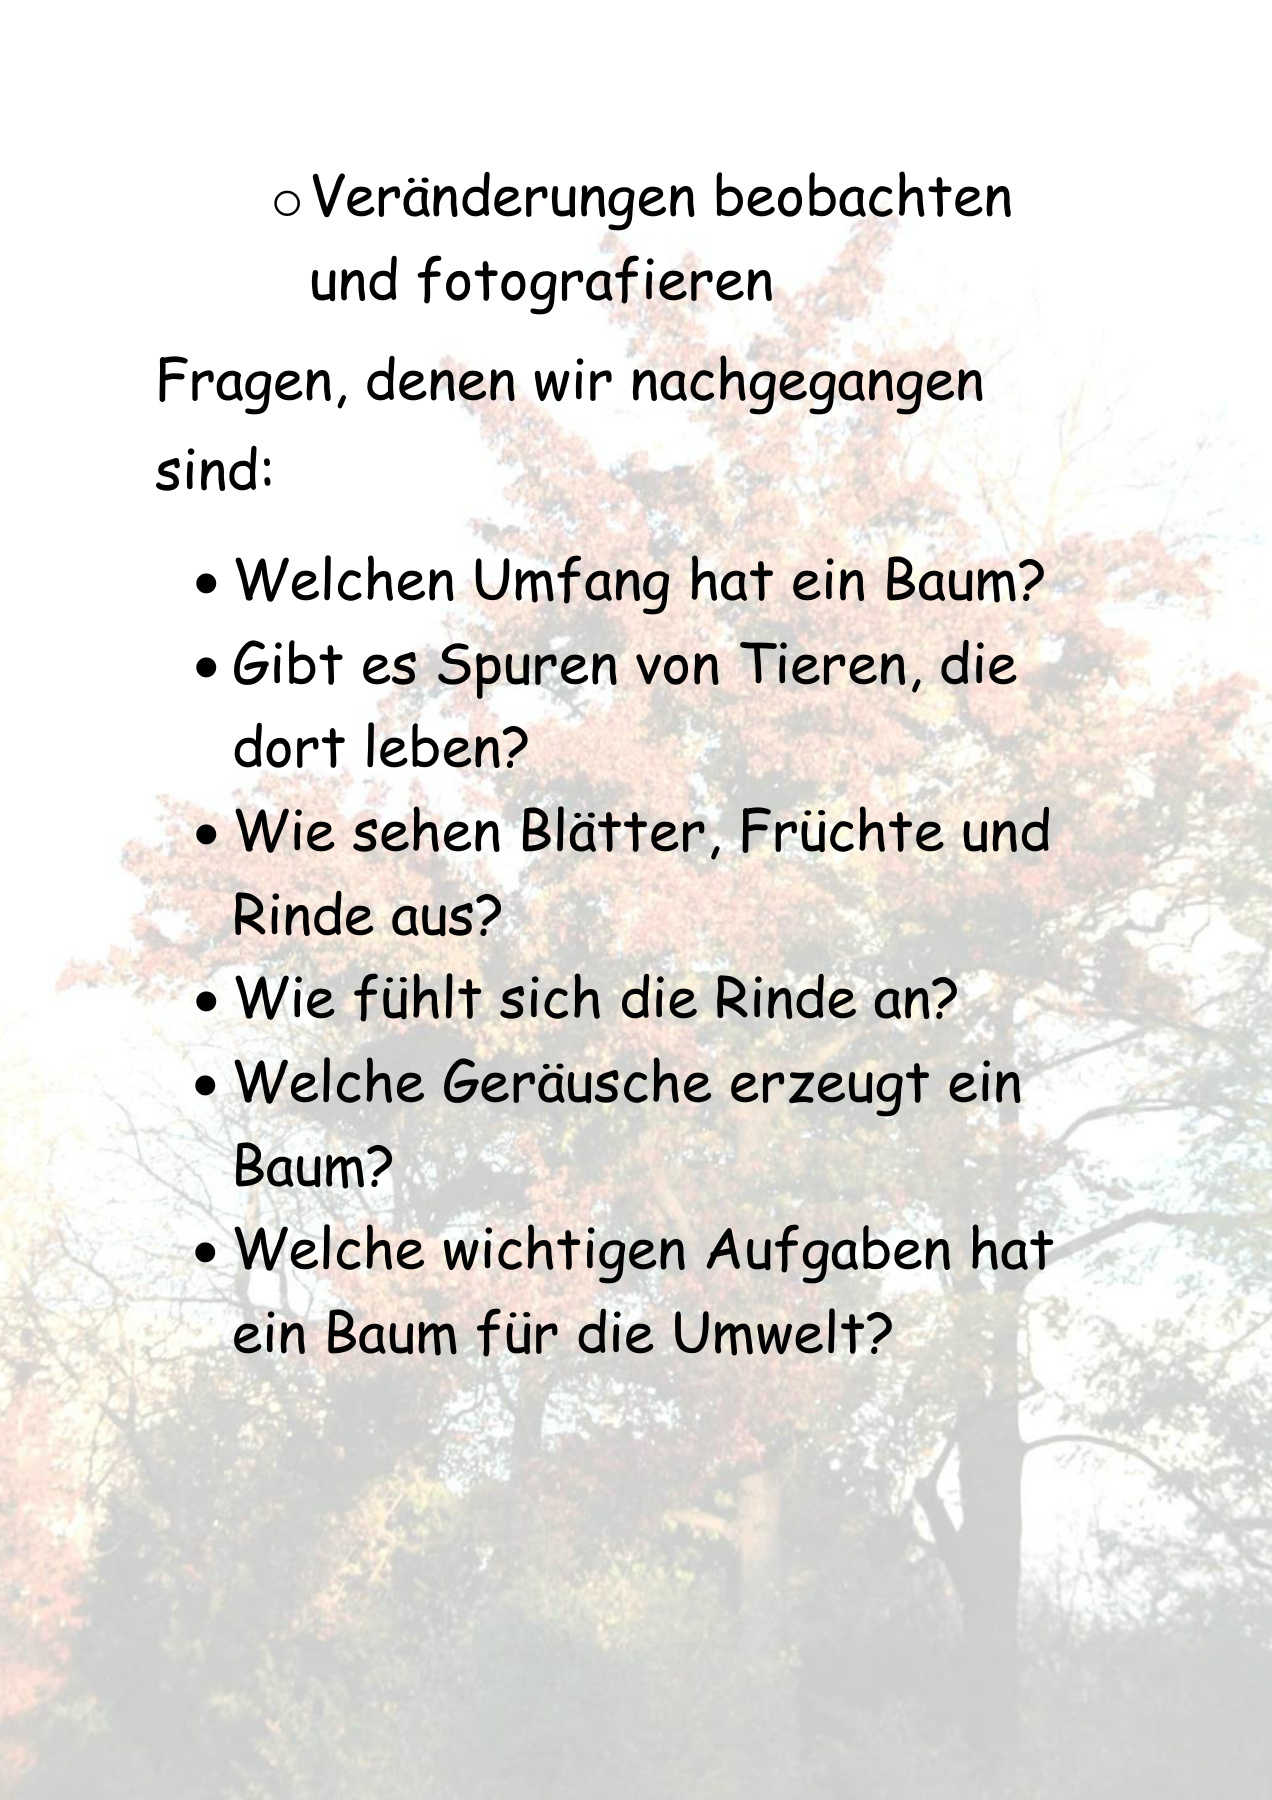 ○ Veränderungen beobachten
und fotografieren
Fragen, denen wir nachgegangen
sind:
• Welchen Umfang hat ein Baum?
• Gibt es Spuren von Tieren, die
dort leben?
• Wie sehen Blätter, Früchte und
Rinde aus?
• Wie fühlt sich die Rinde an?
• Welche Geräusche erzeugt ein
Baum?
• Welche wichtigen Aufgaben hat
ein Baum für die Umwelt?